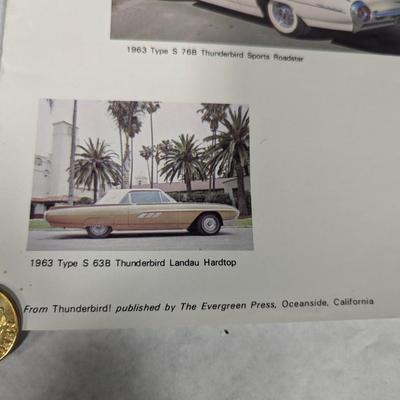 1963 Type S 76B Thunderbird Sports Roadster
1963 Type S 63B Thunderbird Landau Hardtop
From Thunderbird! published by The Evergreen Press, Oceanside, California